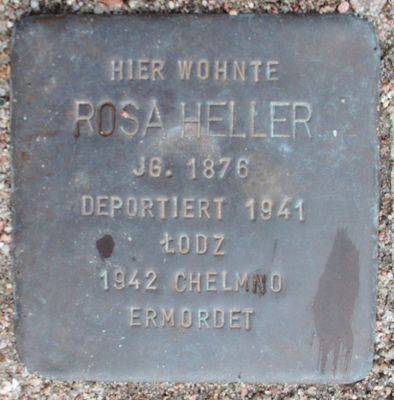 HIER WOHNTE
ROSA HELLER
JG. 1876
DEPORTIERT 1941
ŁODZ
1942 CHELMNO
ERMORDET